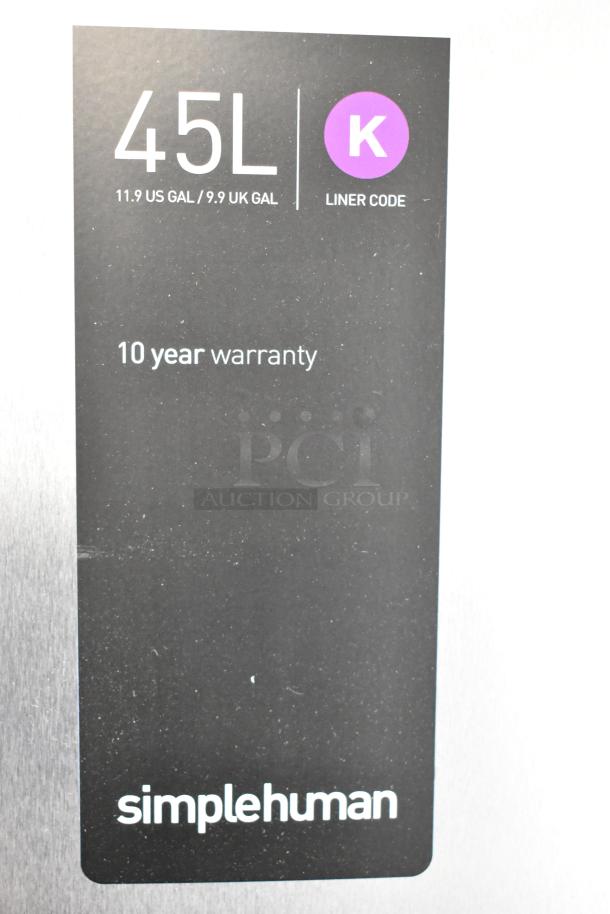 45L
11.9 US GAL / 9.9 UK GAL
K
LINER CODE
10 year warranty
PCI
AUCTION GROUP
simplehuman